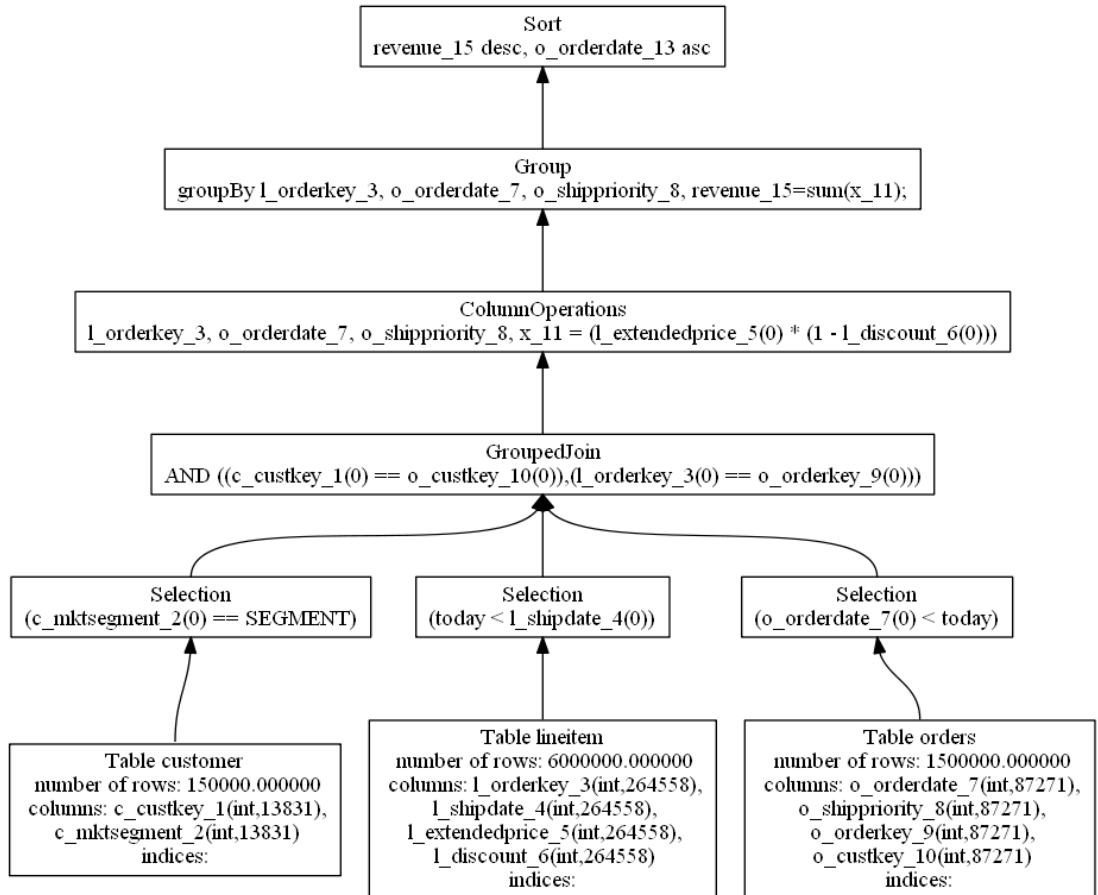 Sort
revenue_15 desc, o_orderdate_13 asc
Group
groupBy l_orderkey_3, o_orderdate_7, o_shippriority_8, revenue_15=sum(x_11);
ColumnOperations
l_orderkey_3, o_orderdate_7, o_shippriority_8, x_11 = (l_extendedprice_5(0) * (1 - l_discount_6(0)))
GroupedJoin
AND ((c_custkey_1(0) == o_custkey_10(0)),(l_orderkey_3(0) == o_orderkey_9(0)))
Selection
(c_mktsegment_2(0) == SEGMENT)
Selection
(today < l_shipdate_4(0))
Selection
(o_orderdate_7(0) < today)
Table customer
number of rows: 150000.000000
columns: c_custkey_1(int,13831),
c_mktsegment_2(int,13831)
indices:
Table lineitem
number of rows: 6000000.000000
columns: l_orderkey_3(int,264558),
l_shipdate_4(int,264558),
l_extendedprice_5(int,264558),
l_discount_6(int,264558)
indices:
Table orders
number of rows: 1500000.000000
columns: o_orderdate_7(int,87271),
o_shippriority_8(int,87271),
o_orderkey_9(int,87271),
o_custkey_10(int,87271)
indices: